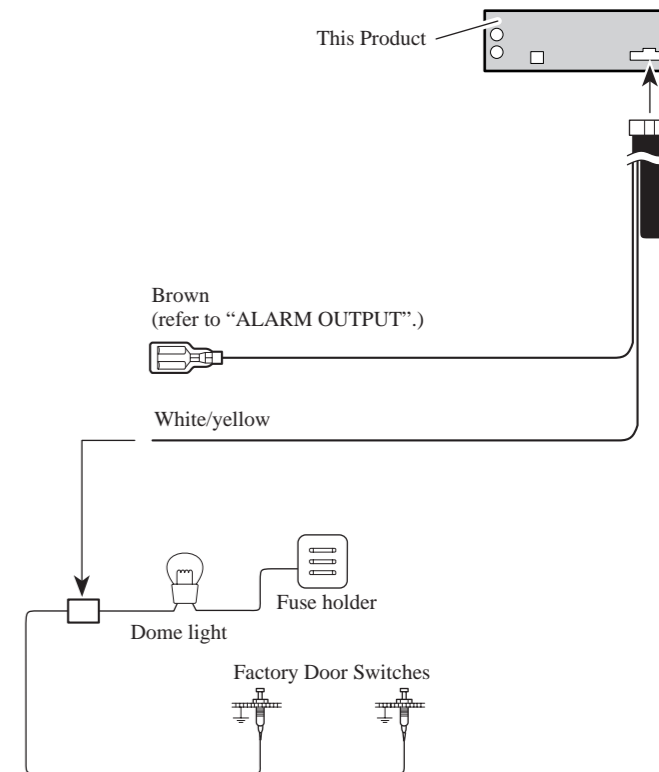 This Product
Brown
(refer to “ALARM OUTPUT”.)
White/yellow
Fuse holder
Dome light
Factory Door Switches